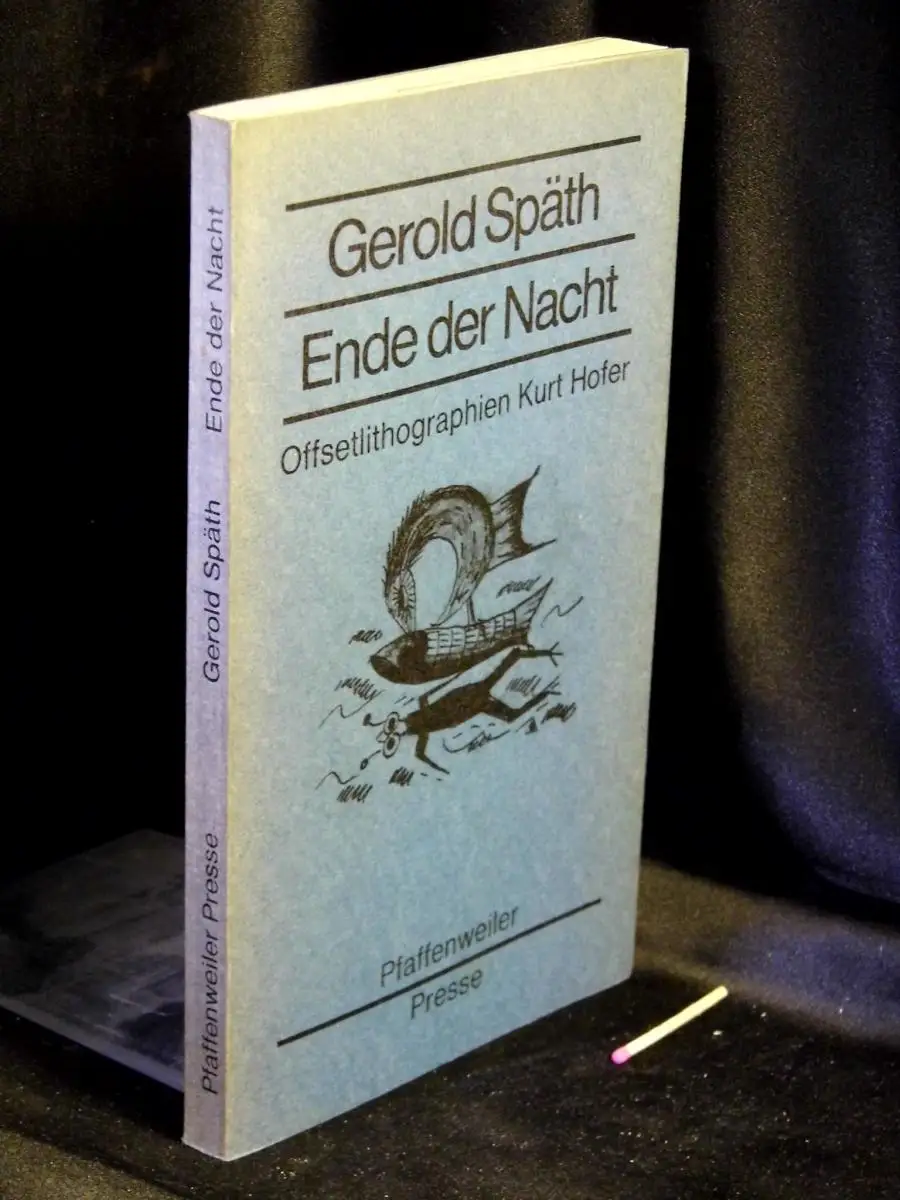 Gerold Späth
Ende der Nacht
Offsetlithographien Kurt Hofer
Pfaffenweiler
Presse
Pfaffenweiler Presse Gerold Späth Ende der Nacht